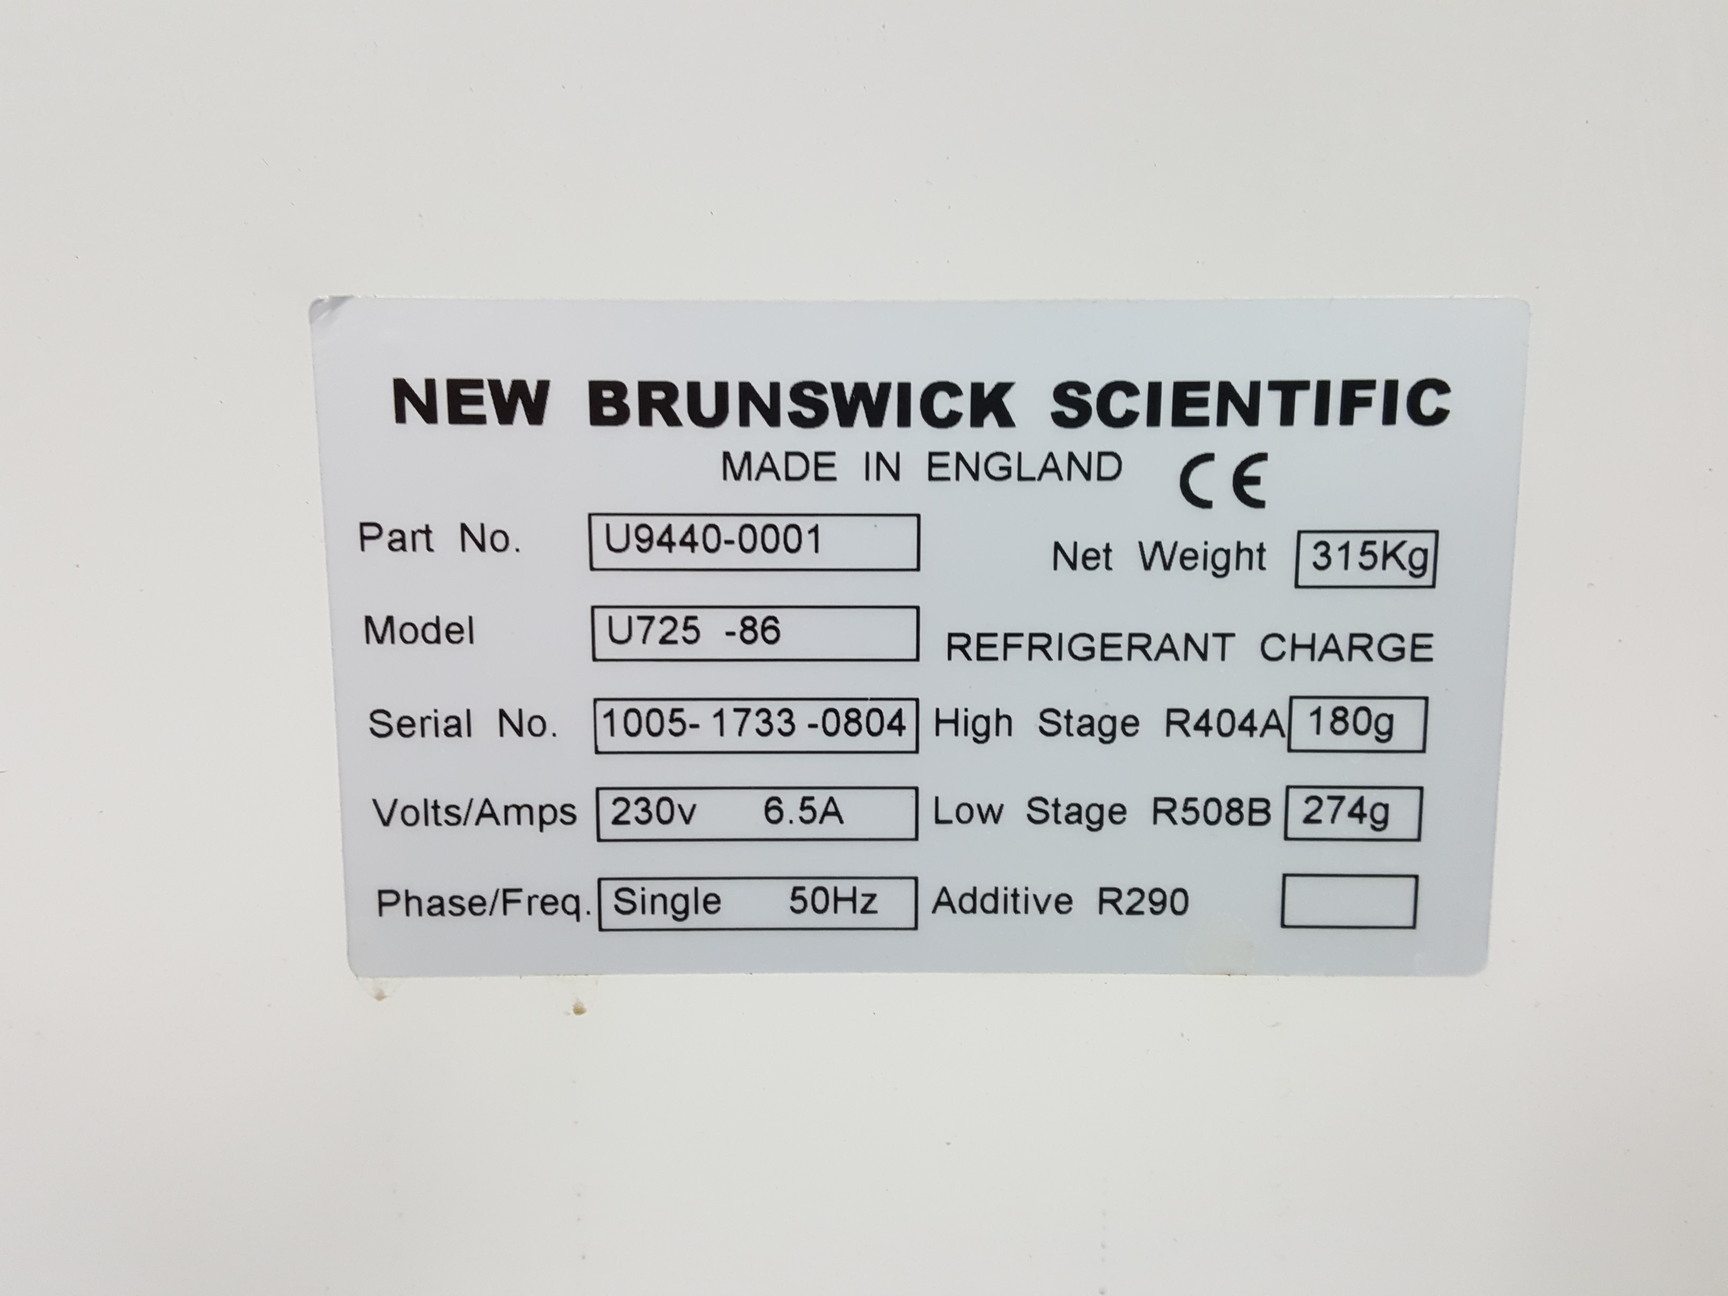 NEW BRUNSWICK SCIENTIFIC
MADE IN ENGLAND CE
Part No. U9440-0001 Net Weight 315Kg
Model U725 -86 REFRIGERANT CHARGE
Serial No. 1005- 1733 -0804 High Stage R404A 180g
Volts/Amps 230v 6.5A Low Stage R508B 274g
Phase/Freq. Single 50Hz Additive R290